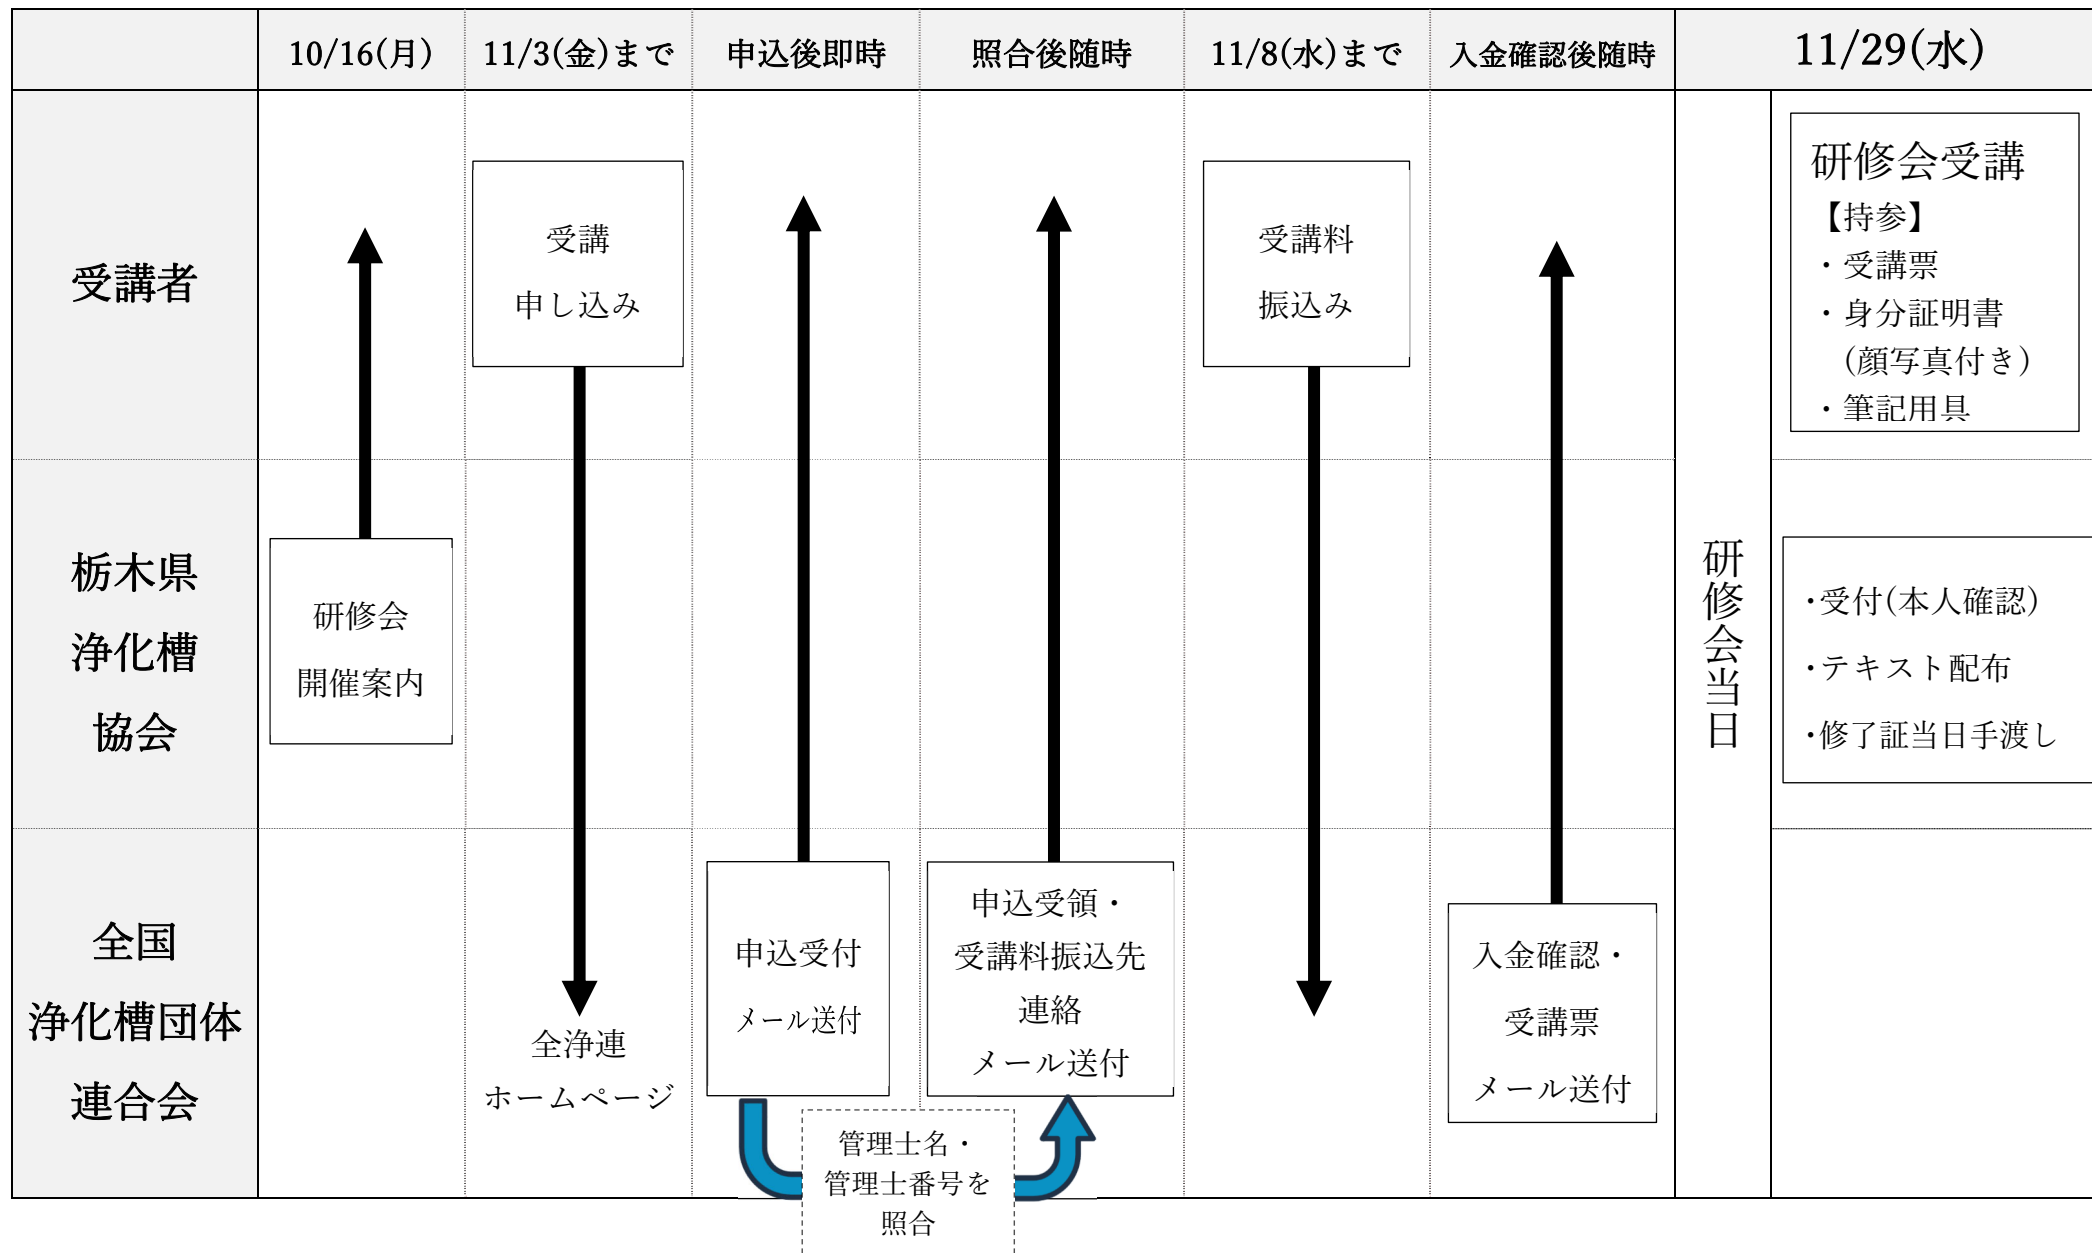 10/16(月)
11/3(金)まで
申込後即時
照合後随時
11/8(水)まで
入金確認後随時
11/29(水)
受講者
受講
申し込み
受講料
振込み
研修会受講
【持参】
・受講票
・身分証明書
(顔写真付き)
・筆記用具
栃木県
浄化槽
協会
研修会
開催案内
研修会当日
・受付(本人確認)
・テキスト配布
・修了証当日手渡し
全国
浄化槽団体
連合会
全浄連
ホームページ
申込受付
メール送付
申込受領・
受講料振込先
連絡
メール送付
入金確認・
受講票
メール送付
管理士名・
管理士番号を
照合